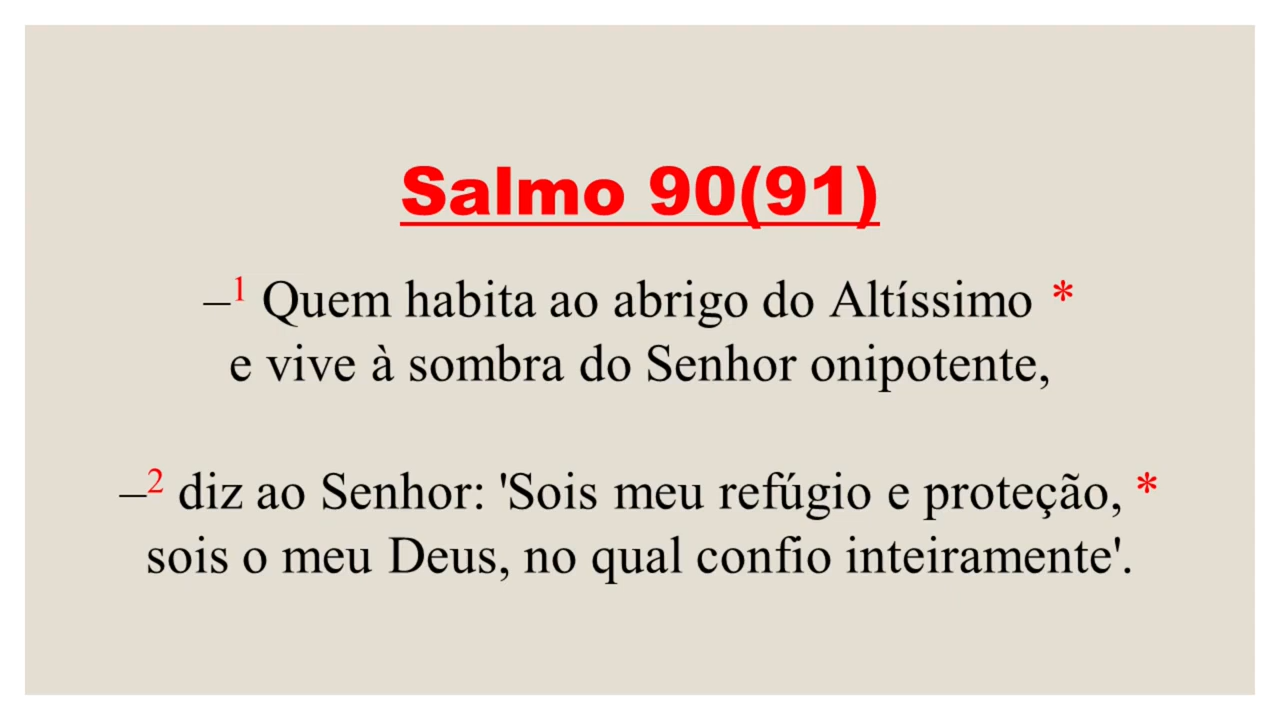 Salmo 90(91)
–¹ Quem habita ao abrigo do Altíssimo *
e vive à sombra do Senhor onipotente,
–² diz ao Senhor: 'Sois meu refúgio e proteção, *
sois o meu Deus, no qual confio inteiramente'.